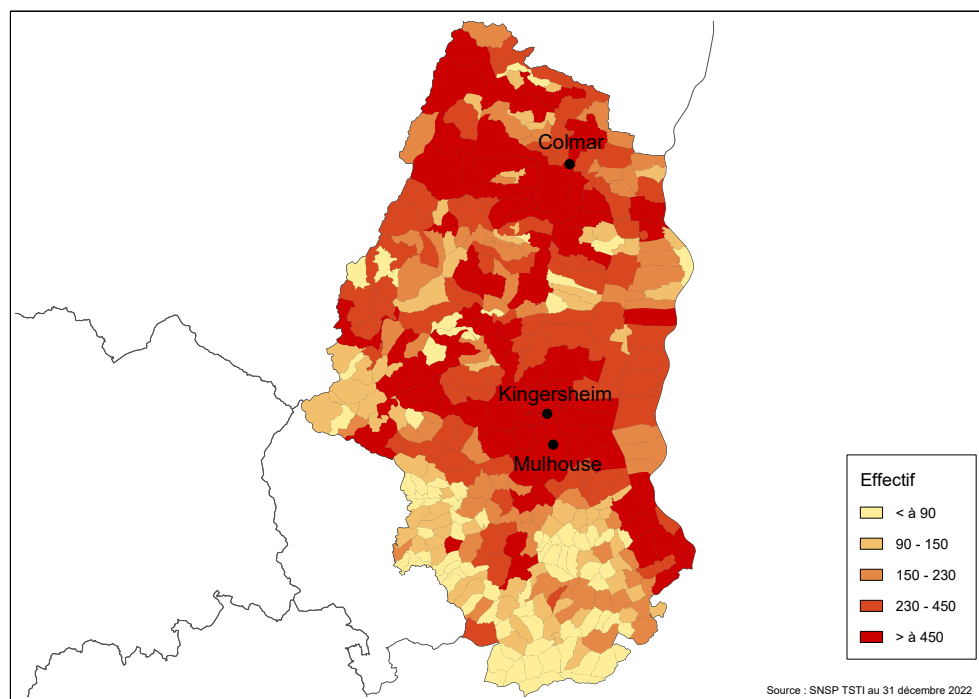 Colmar
Kingersheim
Mulhouse
Effectif
< à 90
90 - 150
150 - 230
230 - 450
> à 450
Source : SNSP TSTI au 31 décembre 2022